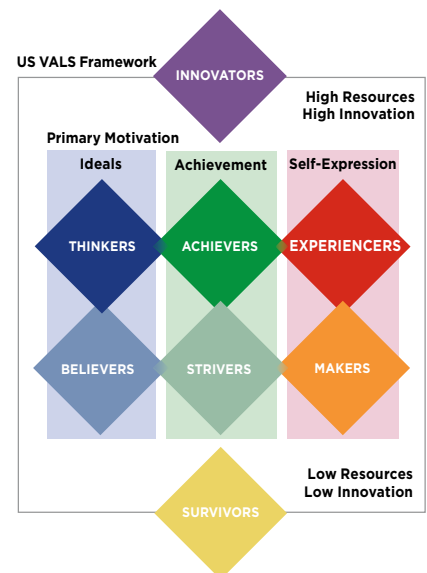 US VALS Framework
INNOVATORS
High Resources
High Innovation
Primary Motivation
Ideals
Achievement
Self-Expression
THINKERS
ACHIEVERS
EXPERIENCERS
BELIEVERS
STRIVERS
MAKERS
Low Resources
Low Innovation
SURVIVORS